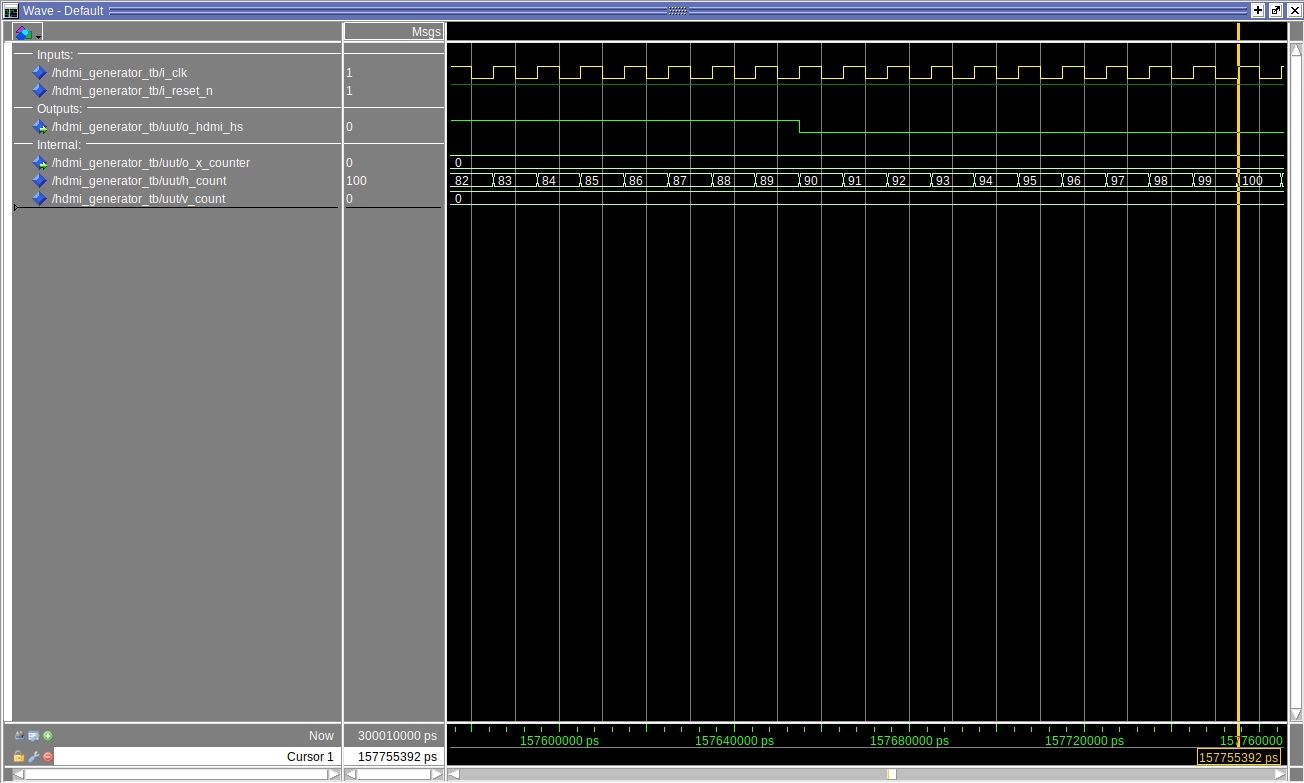 Wave - Default
Msgs
Inputs:
/hdmi_generator_tb/i_clk 1
/hdmi_generator_tb/i_reset_n 1
Outputs:
/hdmi_generator_tb/uut/o_hdmi_hs 0
Internal:
/hdmi_generator_tb/uut/o_x_counter 0 0
/hdmi_generator_tb/uut/h_count 100 82 83 84 85 86 87 88 89 90 91 92 93 94 95 96 97 98 99 100
/hdmi_generator_tb/uut/v_count 0 0
Now 300010000 ps 157600000 ps 157640000 ps 157680000 ps 157720000 ps 157760000
Cursor 1 157755392 ps 157755392 ps